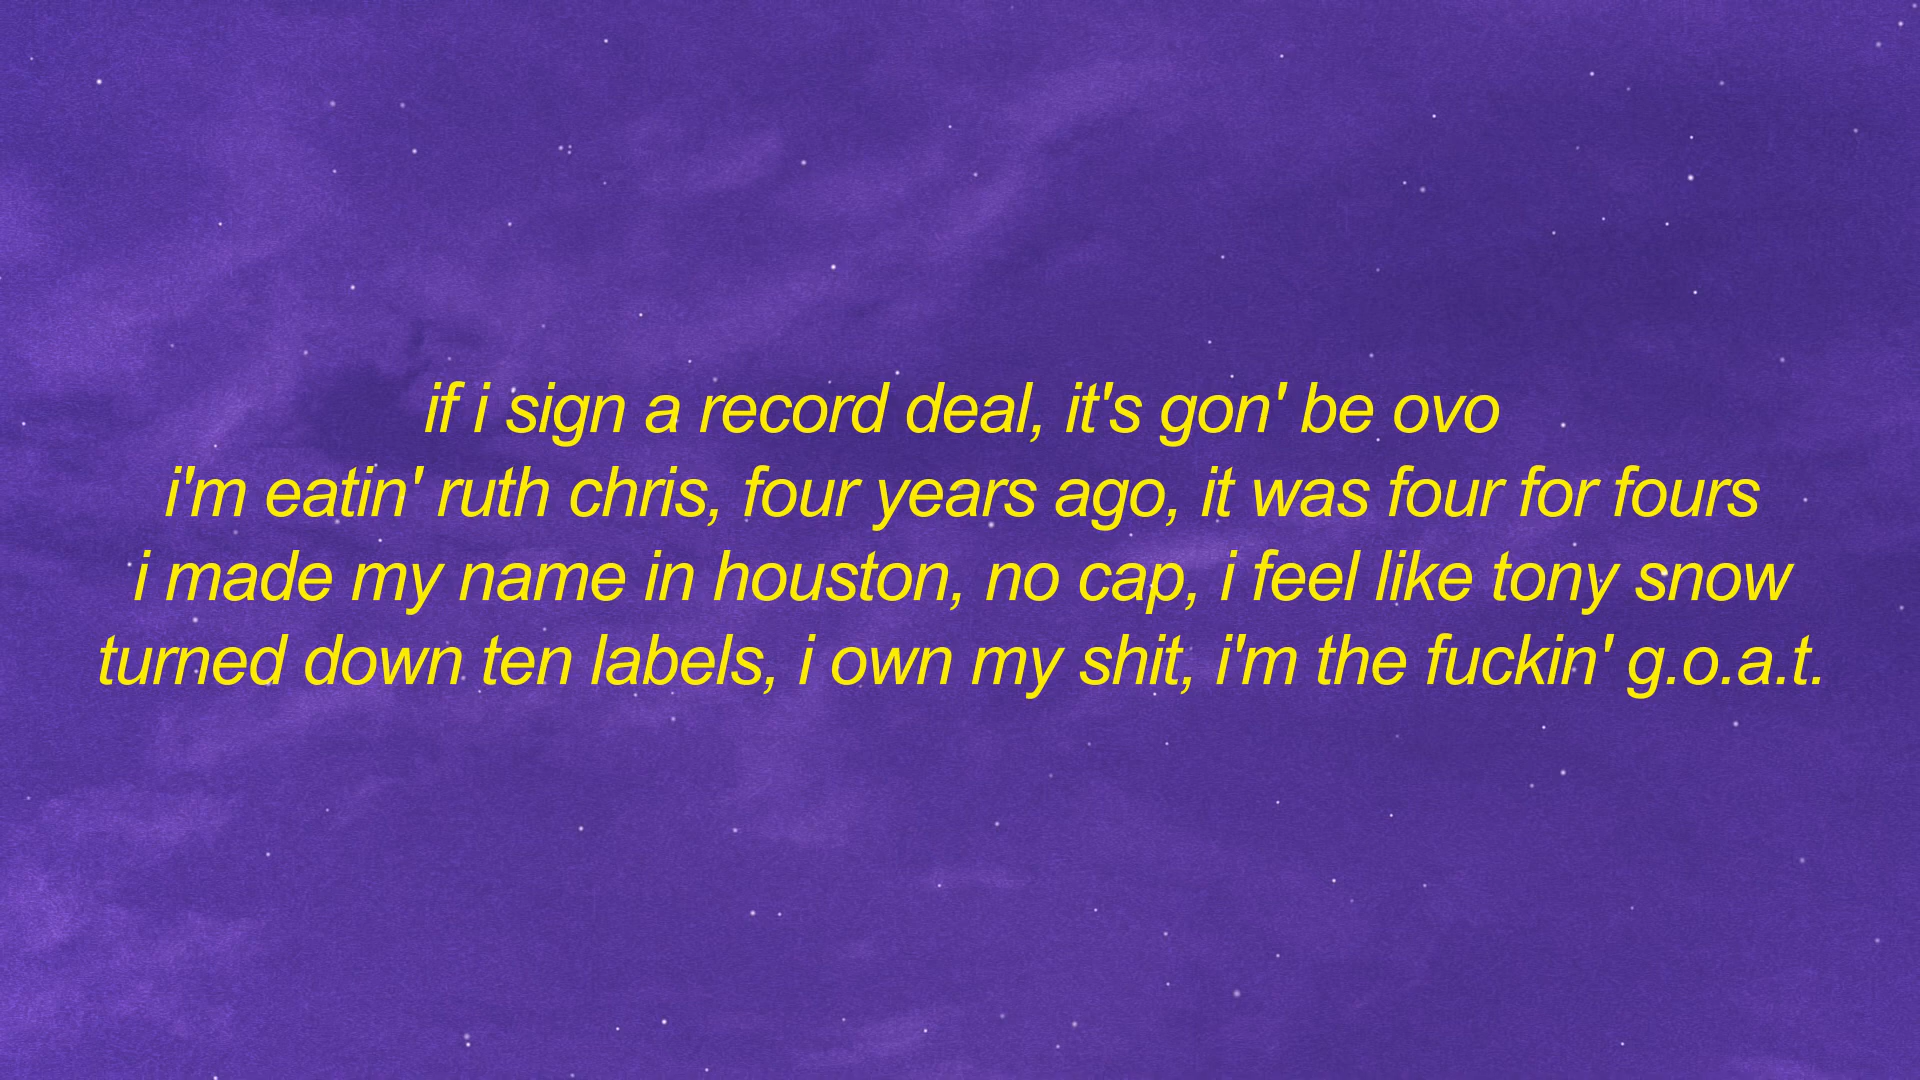 if i sign a record deal, it's gon' be ovo
i'm eatin' ruth chris, four years ago, it was four for fours
i made my name in houston, no cap, i feel like tony snow
turned down ten labels, i own my shit, i'm the fuckin' g.o.a.t.